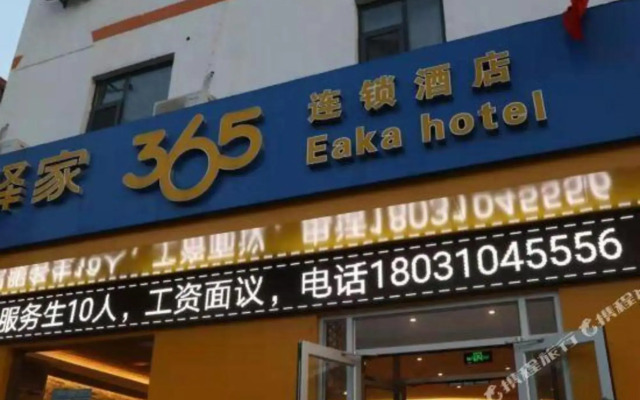 驿家 365 连锁酒店
Eaka hotel
服务生10人，工资面议，电话18031045556
携程旅行